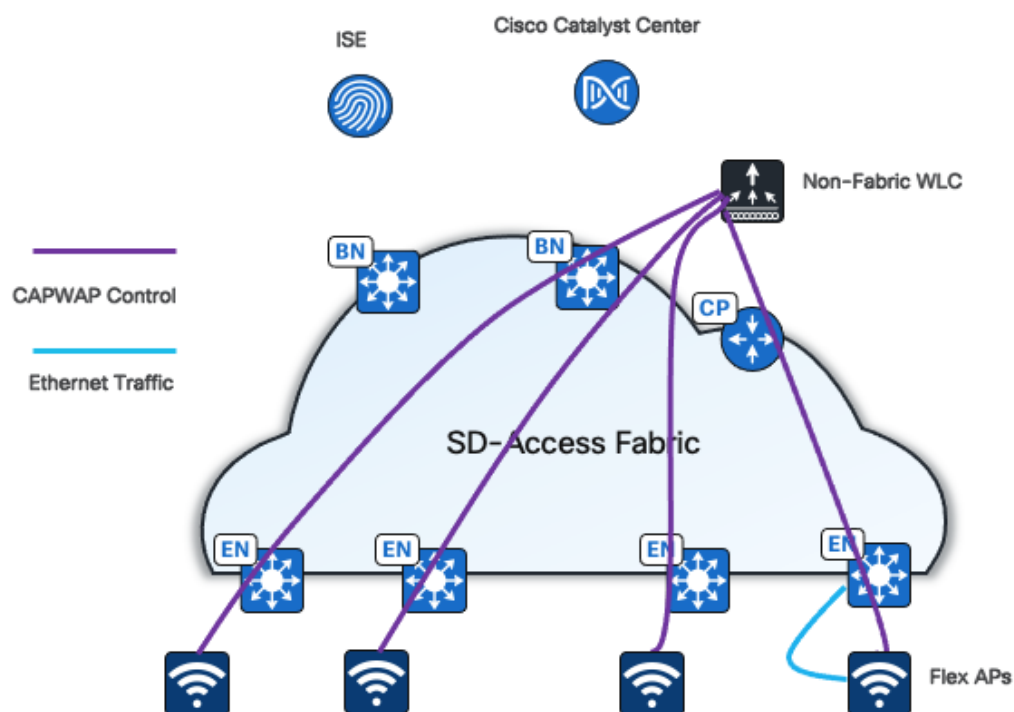 ISE
Cisco Catalyst Center
Non-Fabric WLC
BN
BN
CAPWAP Control
CP
Ethernet Traffic
SD-Access Fabric
EN
EN
EN
EN
Flex APs